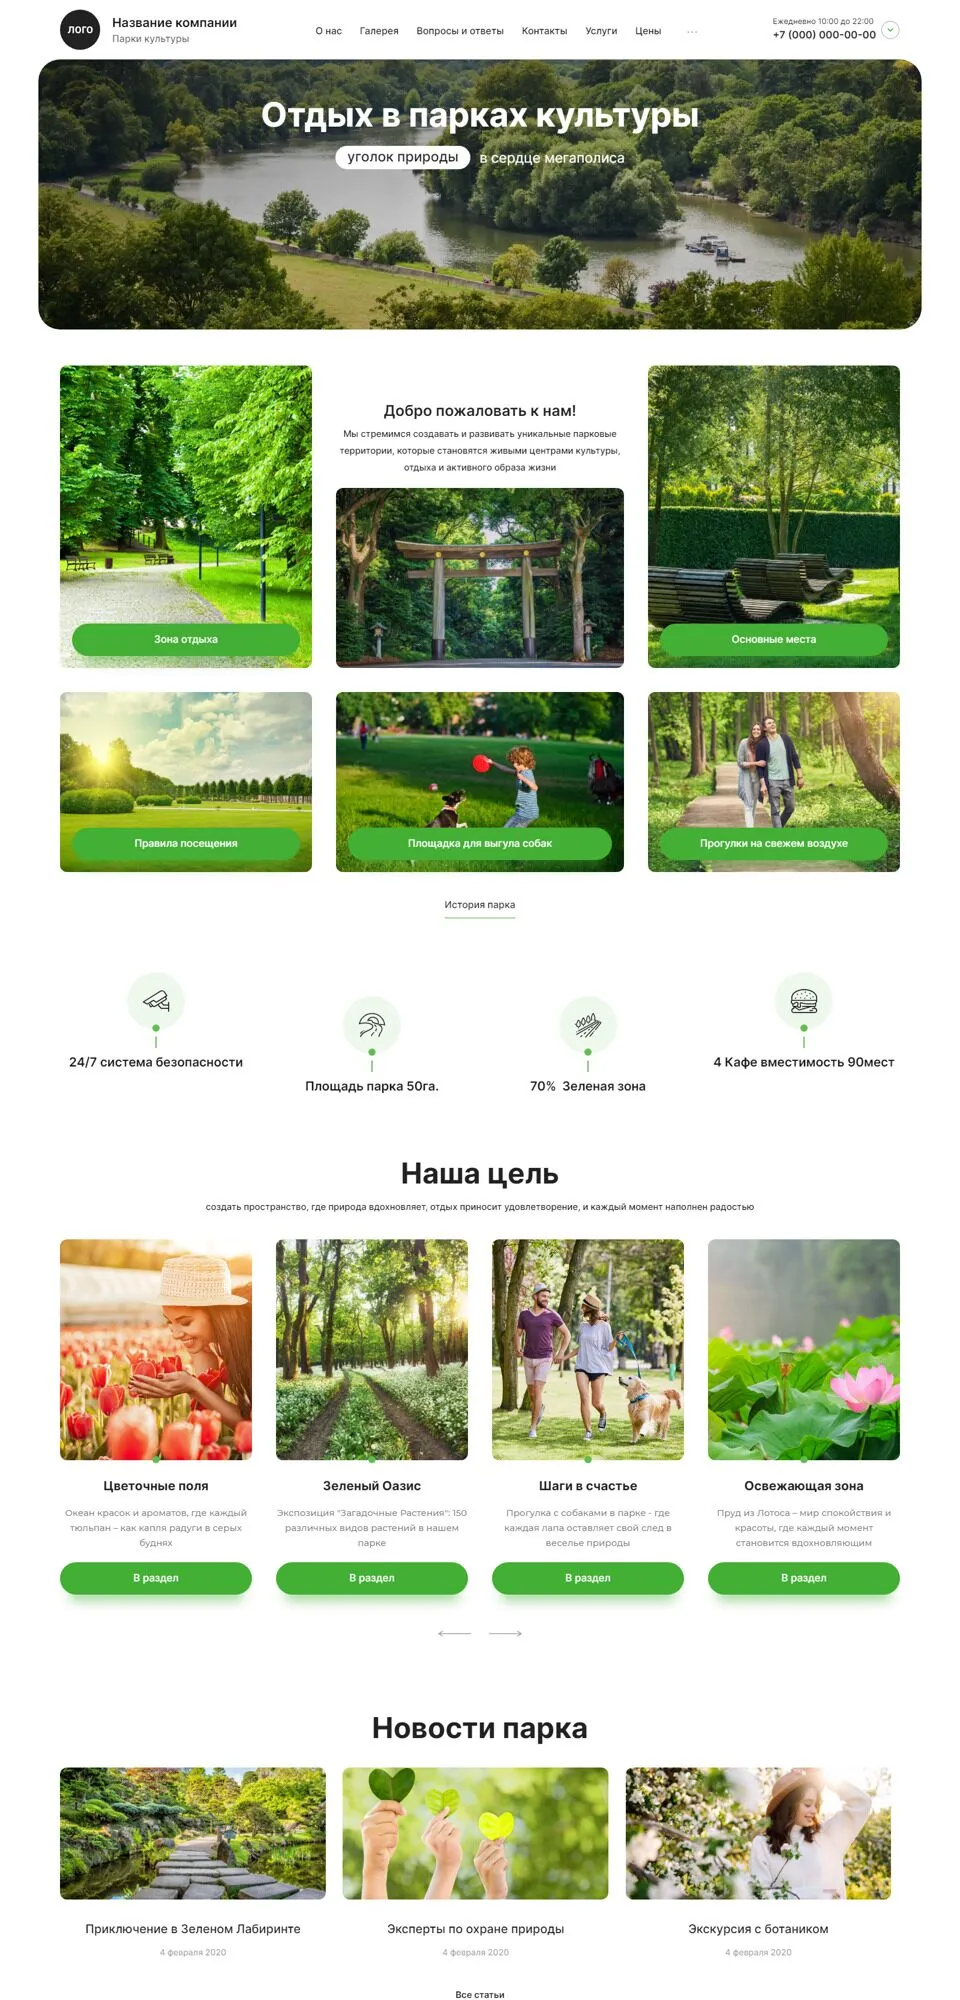 ЛОГО
Название компании
Парки культуры
О нас
Галерея
Вопросы и ответы
Контакты
Услуги
Цены
...
Ежедневно 10:00 до 22:00
+7 (000) 000-00-00
Отдых в парках культуры
уголок природы в сердце мегаполиса
Добро пожаловать к нам!
Мы стремимся создавать и развивать уникальные парковые
территории, которые становятся живыми центрами культуры,
отдыха и активного образа жизни
Зона отдыха
Основные места
Правила посещения
Площадка для выгула собак
Прогулки на свежем воздухе
История парка
24/7 система безопасности
Площадь парка 50га.
70% Зеленая зона
4 Кафе вместимость 90мест
Наша цель
создать пространство, где природа вдохновляет, отдых приносит удовлетворение, и каждый момент наполнен радостью
Цветочные поля
Океан красок и ароматов, где каждый
тюльпан – как капля радуги в серых
буднях
В раздел
Зеленый Оазис
Экспозиция "Загадочные Растения": 150
различных видов растений в нашем
парке
В раздел
Шаги в счастье
Прогулка с собаками в парке - где
каждая лапа оставляет свой след в
веселье природы
В раздел
Освежающая зона
Пруд из Лотоса – мир спокойствия и
красоты, где каждый момент
становится вдохновляющим
В раздел
Новости парка
Приключение в Зеленом Лабиринте
4 февраля 2020
Эксперты по охране природы
4 февраля 2020
Экскурсия с ботаником
4 февраля 2020
Все статьи